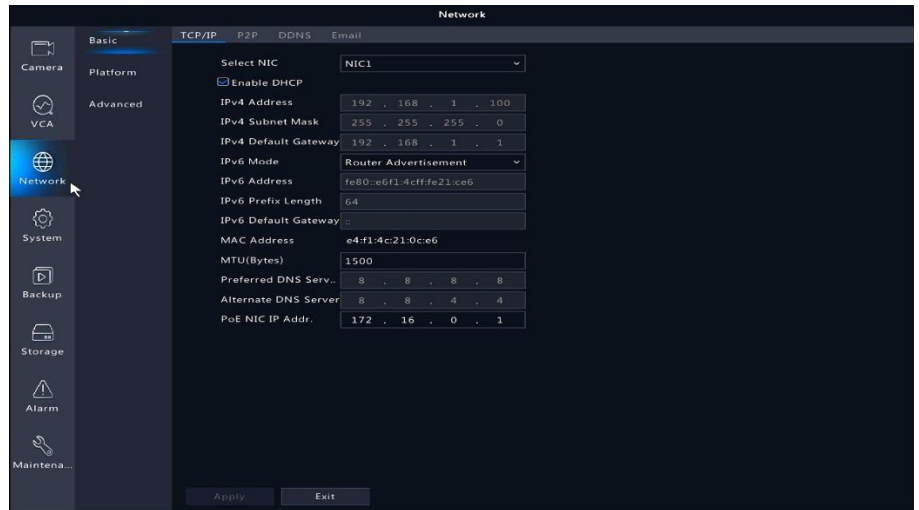 Network
Camera
VCA
Network
System
Backup
Storage
Alarm
Maintena...
Basic
Platform
Advanced
TCP/IP P2P DDNS Email
Select NIC NIC1
Enable DHCP
IPv4 Address 192 . 168 . 1 . 100
IPv4 Subnet Mask 255 . 255 . 255 . 0
IPv4 Default Gateway 192 . 168 . 1 . 1
IPv6 Mode Router Advertisement
IPv6 Address fe80::e6f1:4cff:fe21:ce6
IPv6 Prefix Length 64
IPv6 Default Gateway ::
MAC Address e4:f1:4c:21:0c:e6
MTU(Bytes) 1500
Preferred DNS Serv.. 8 . 8 . 8 . 8
Alternate DNS Server 8 . 8 . 4 . 4
PoE NIC IP Addr. 172 . 16 . 0 . 1
Apply Exit